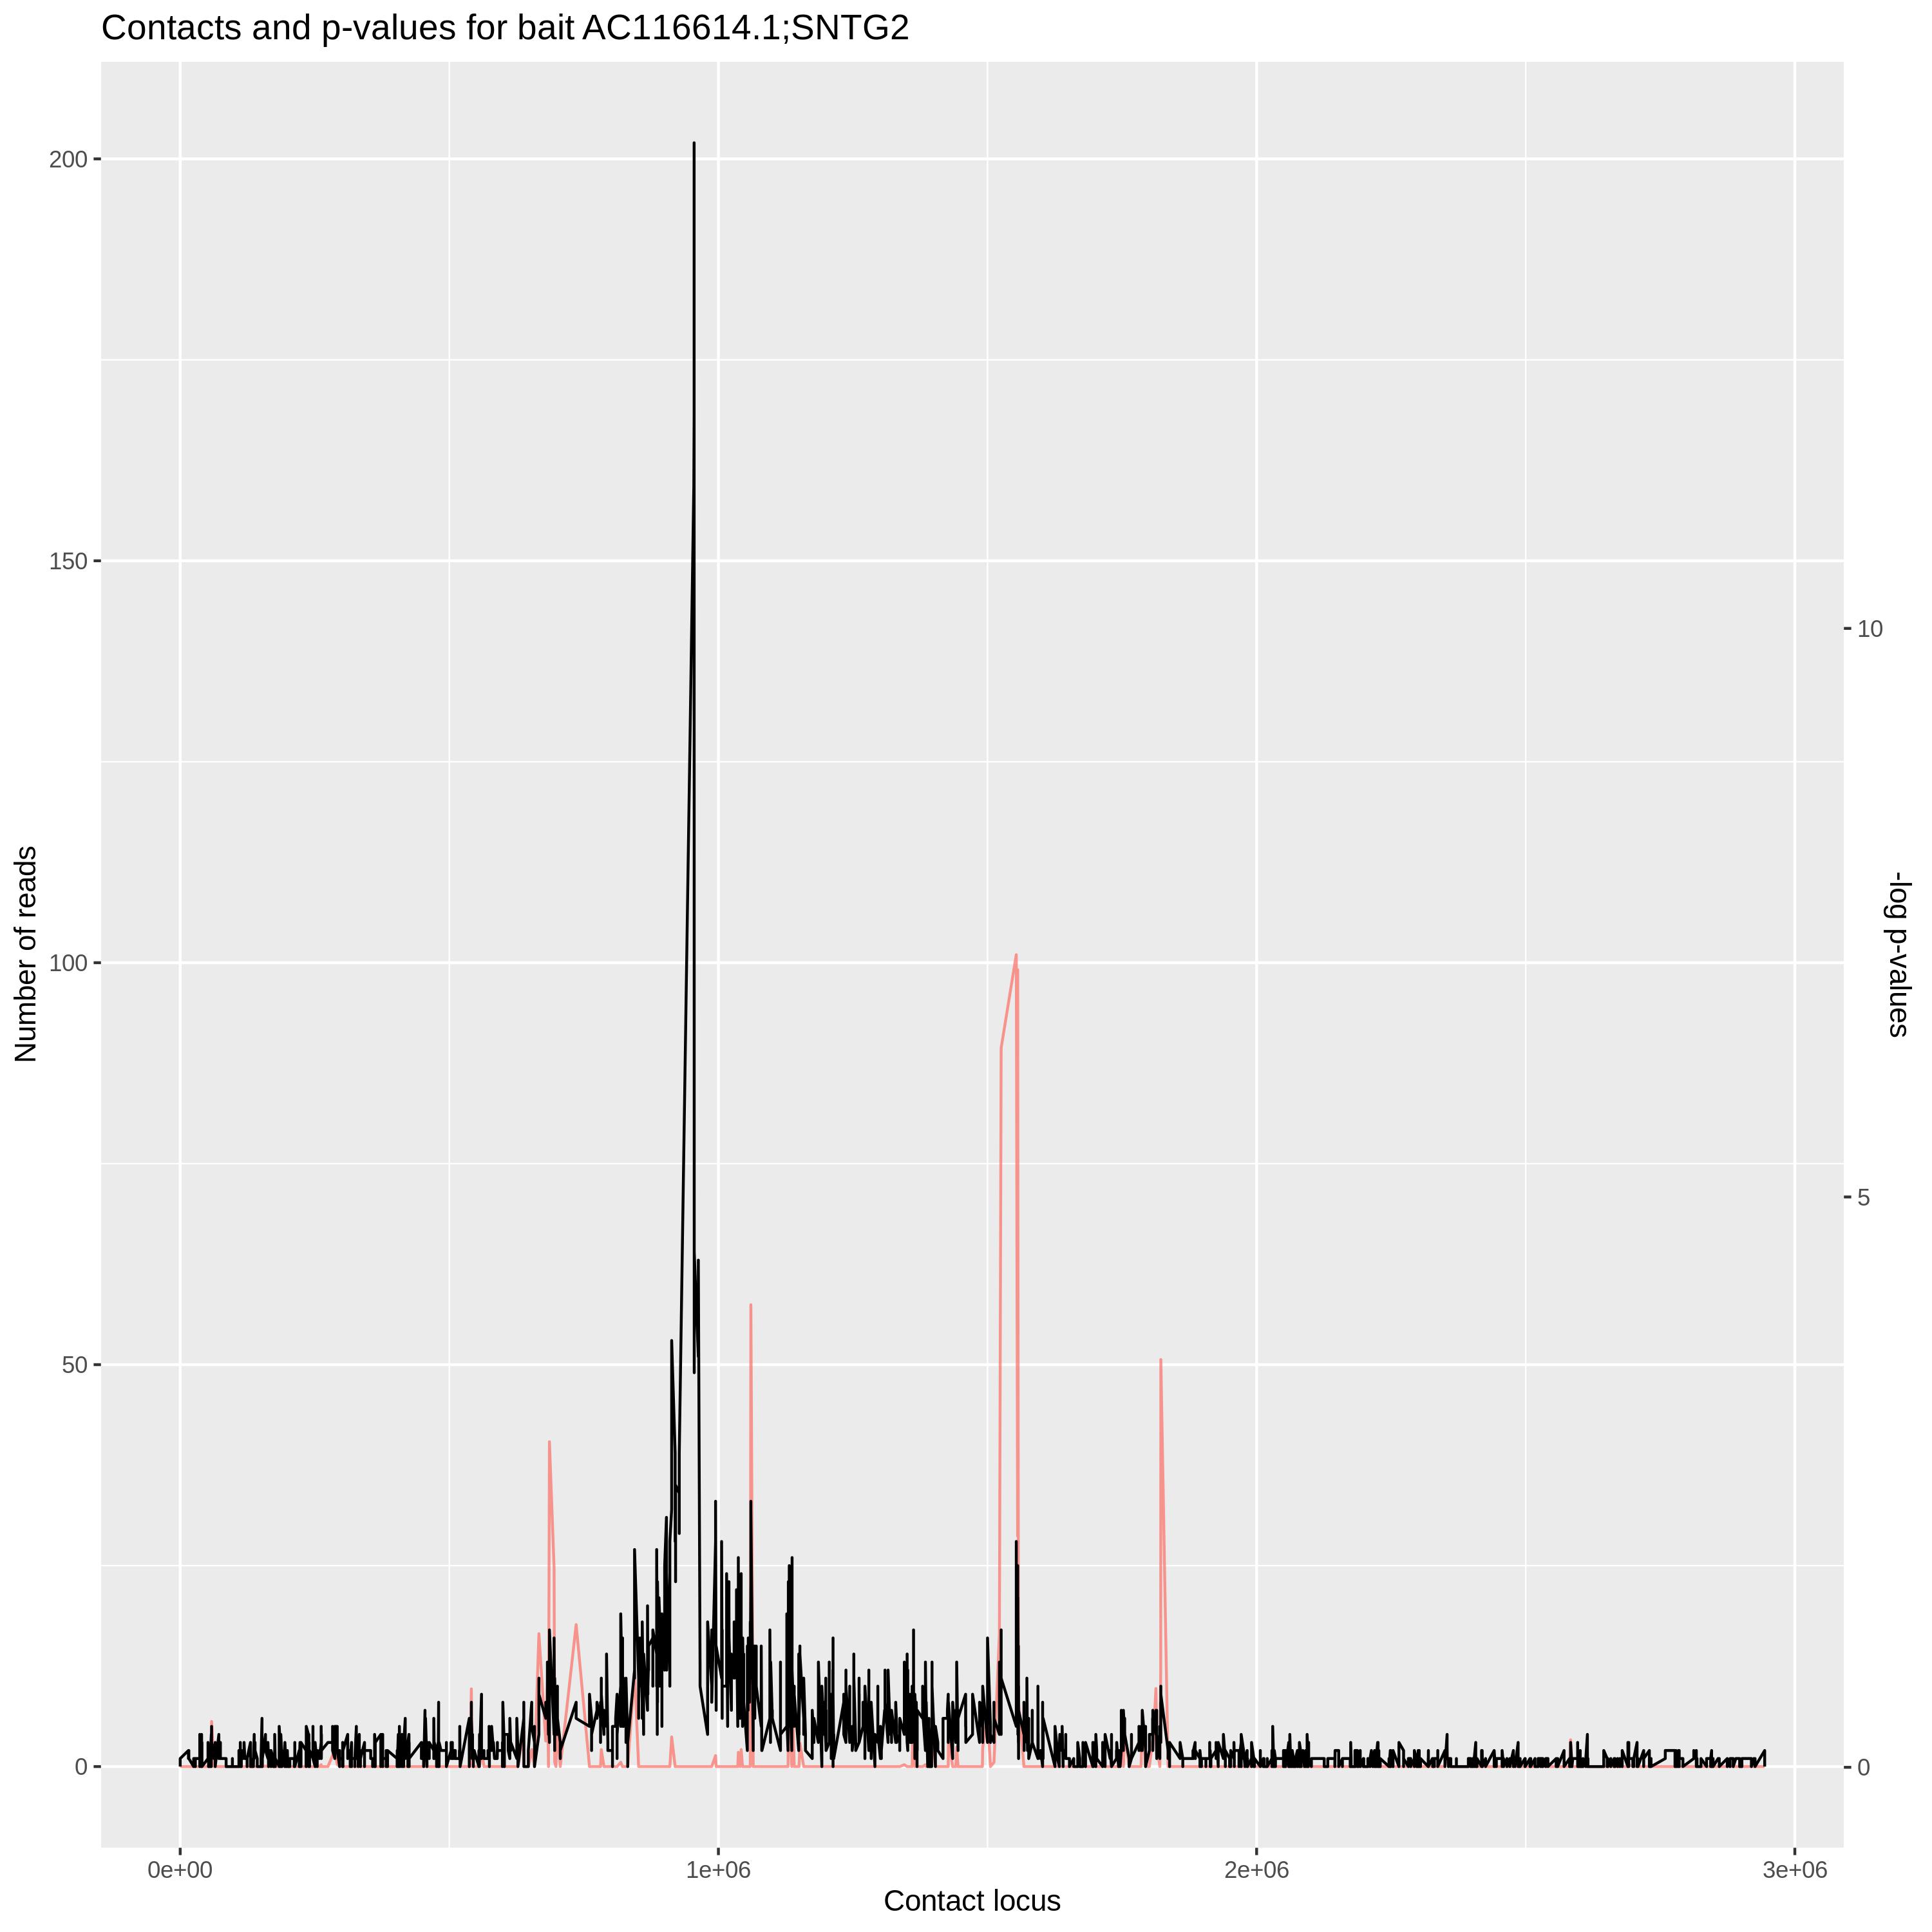 Contacts and p-values for bait AC116614.1;SNTG2
200
150
100
50
0
Number of reads
10
5
0
-log p-values
0e+00
1e+06
2e+06
3e+06
Contact locus